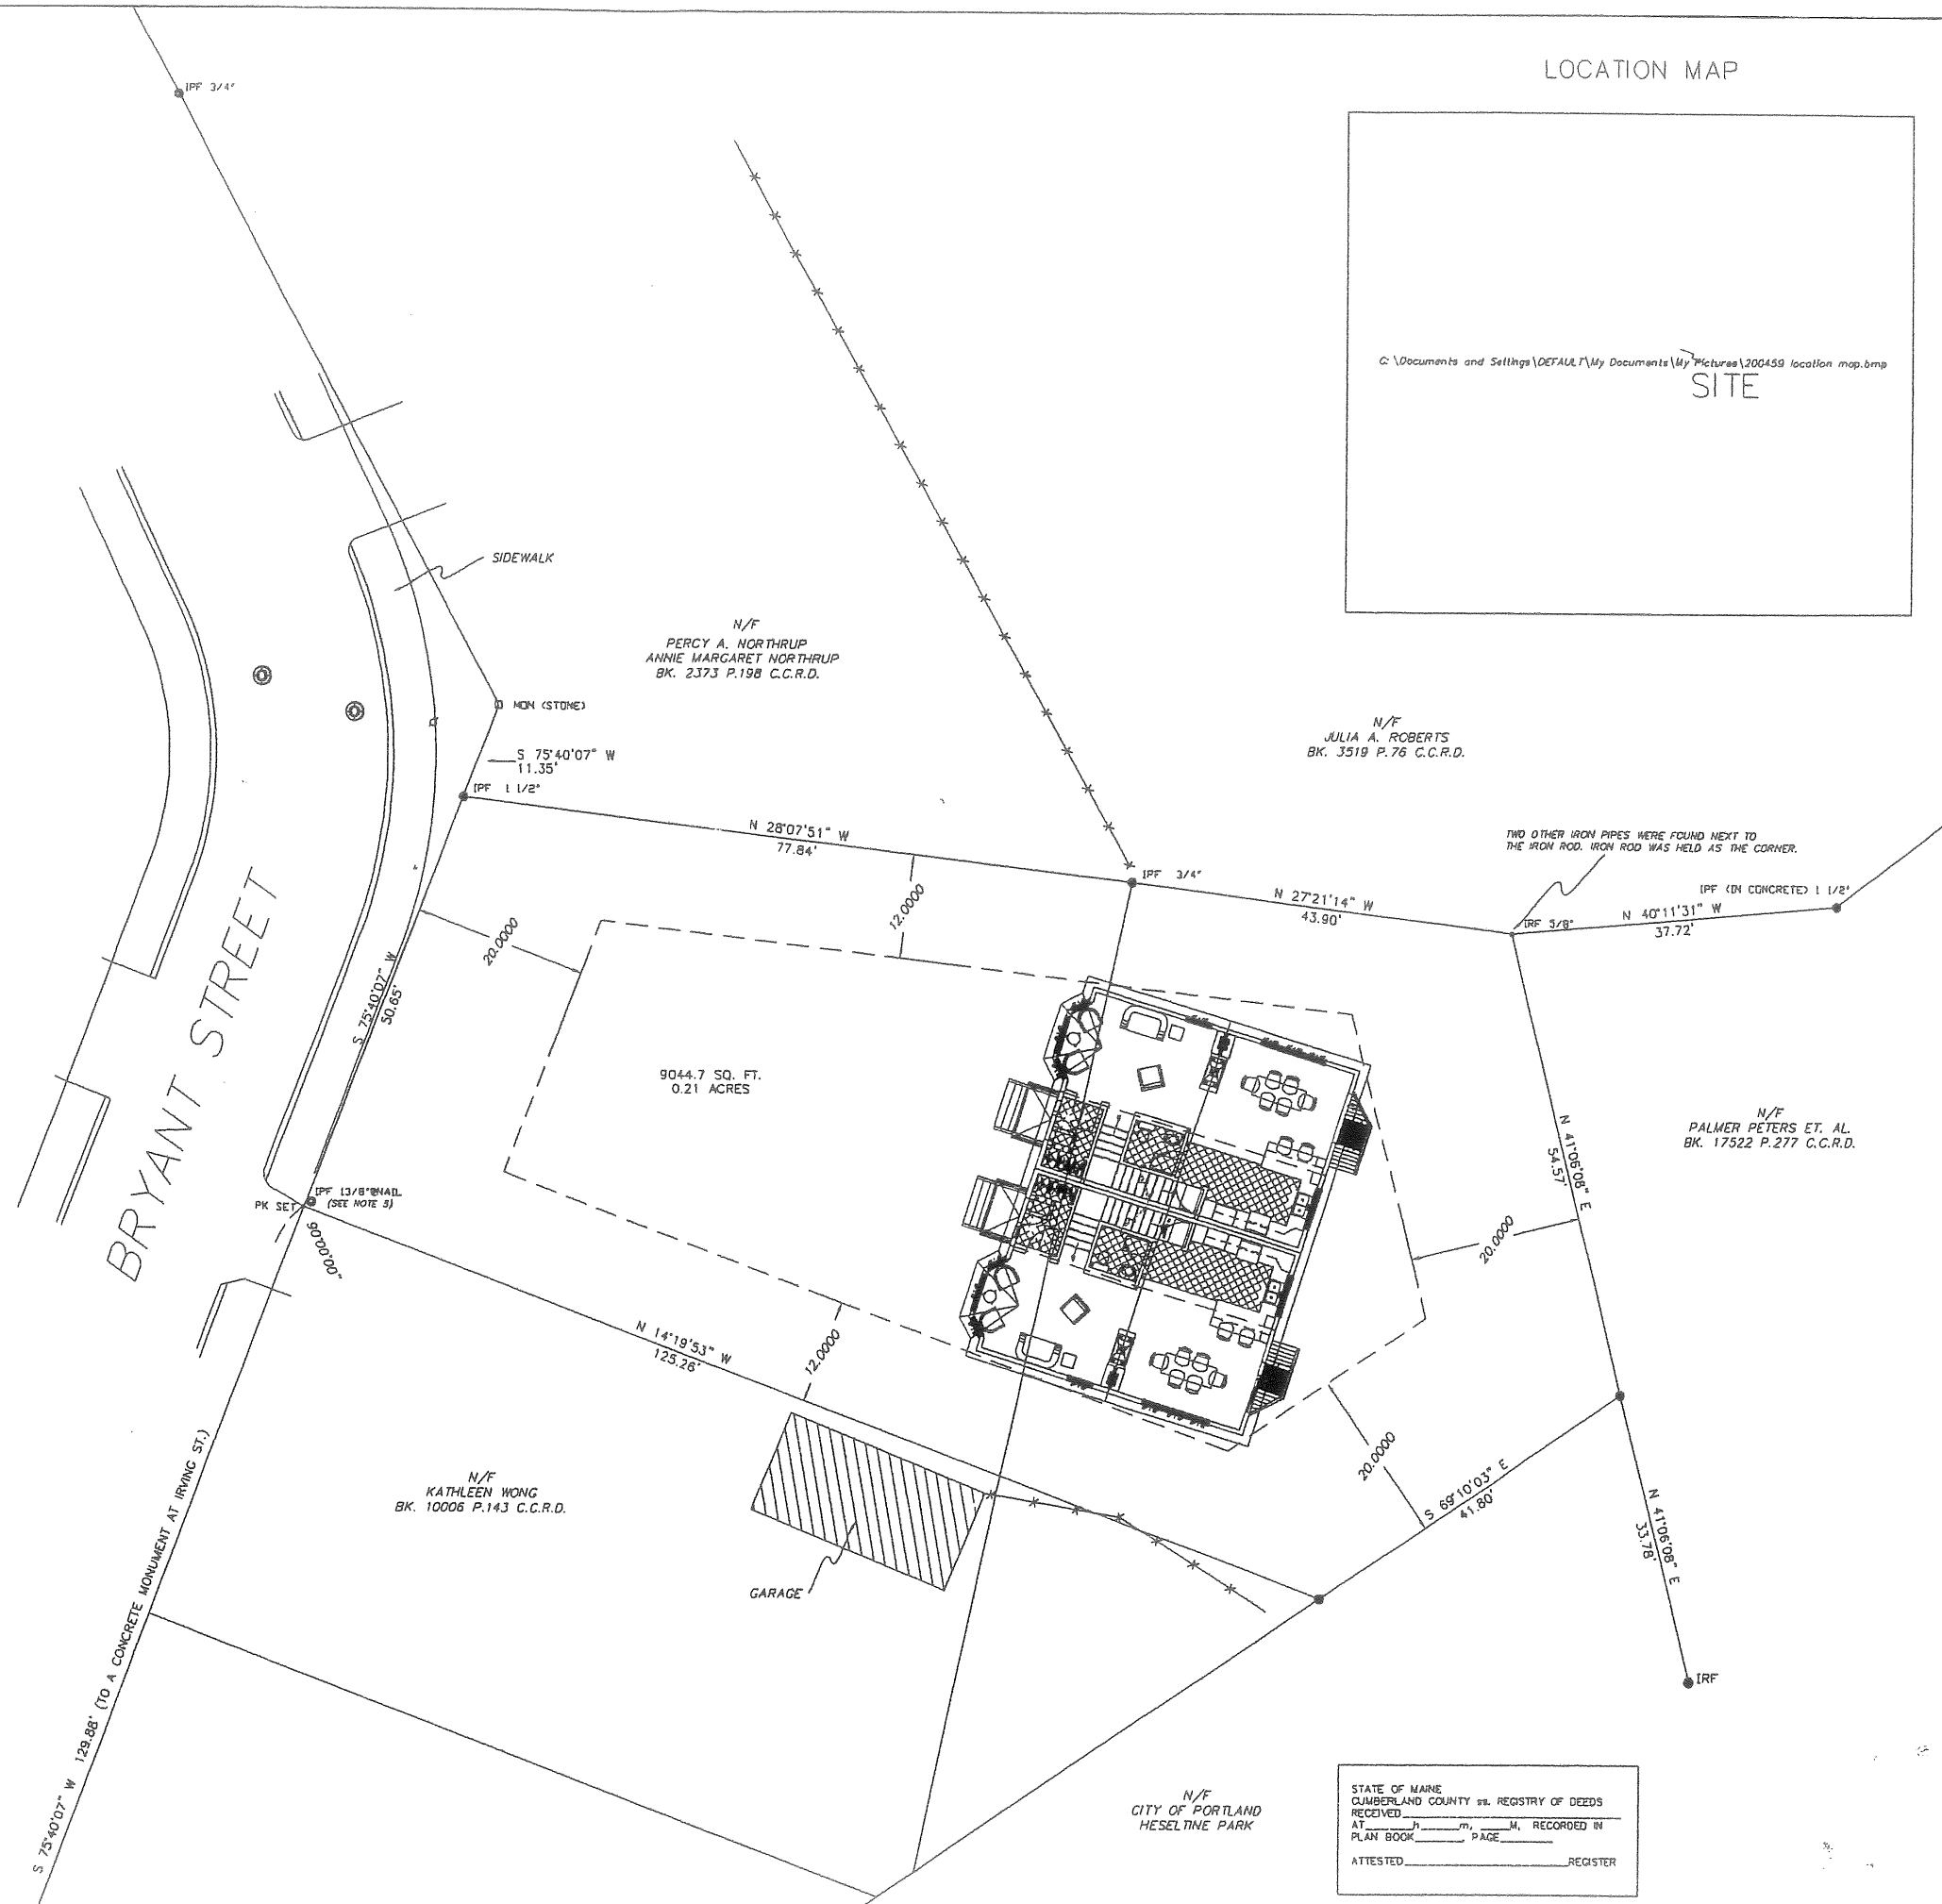 LOCATION MAP
IPF 3/4"
C:\Documents and Settings\DEFAULT\My Documents\My Pictures\200459 location map.bmp
SITE
SIDEWALK
N/F
PERCY A. NORTHRUP
ANNIE MARGARET NORTHRUP
BK. 2373 P.198 C.C.R.D.
MON (STONE)
S 75°40'07" W
11.35'
IPF 1 1/2"
N/F
JULIA A. ROBERTS
BK. 3519 P.76 C.C.R.D.
N 28°07'51" W
77.84'
TWO OTHER IRON PIPES WERE FOUND NEXT TO
THE IRON ROD. IRON ROD WAS HELD AS THE CORNER.
IPF 3/4"
N 27°21'14" W
43.90'
IPF (IN CONCRETE) 1 1/2"
IRF 5/8"
N 40°11'31" W
37.72'
12.0000
20.0000
S 75°40'07" W
50.65'
BRYANT STREET
9044.7 SQ. FT.
0.21 ACRES
N/F
PALMER PETERS ET. AL.
BK. 17522 P.277 C.C.R.D.
N 41°06'08" E
54.57'
IPF 13/8"@NAIL
(SEE NOTE 5)
PK SET
90°00'00"
20.0000
N 14°19'53" W
125.26'
12.0000
20.0000
S 69°10'03" E
41.80'
N/F
KATHLEEN WONG
BK. 10006 P.143 C.C.R.D.
GARAGE
N 41°06'08" E
33.78'
IRF
S 75°40'07" W 129.88' (TO A CONCRETE MONUMENT AT IRVING ST.)
N/F
CITY OF PORTLAND
HESELTINE PARK
STATE OF MAINE
CUMBERLAND COUNTY ss. REGISTRY OF DEEDS
RECEIVED
AT h m, M, RECORDED IN
PLAN BOOK , PAGE
ATTESTED REGISTER